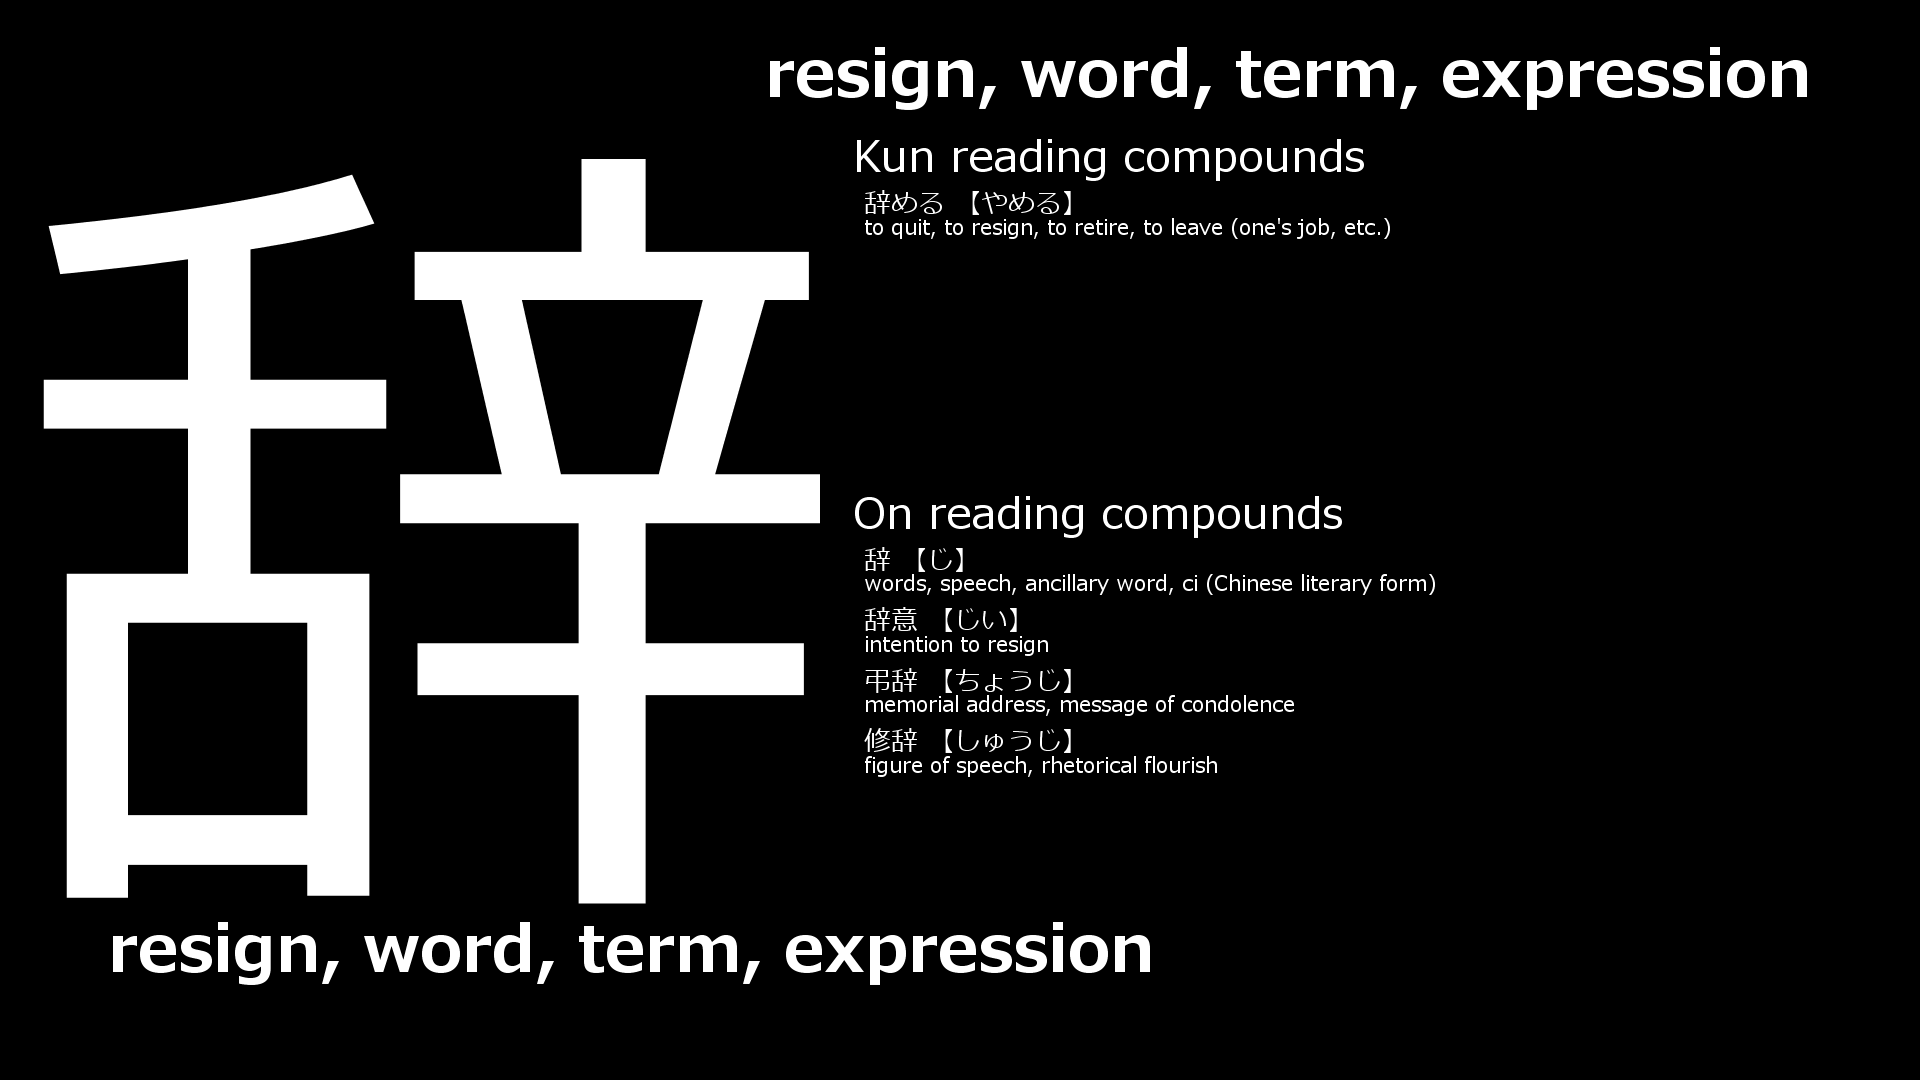 resign, word, term, expression
辞
Kun reading compounds
辞める 【やめる】
to quit, to resign, to retire, to leave (one's job, etc.)
On reading compounds
辞 【じ】
words, speech, ancillary word, ci (Chinese literary form)
辞意 【じい】
intention to resign
弔辞 【ちょうじ】
memorial address, message of condolence
修辞 【しゅうじ】
figure of speech, rhetorical flourish
resign, word, term, expression